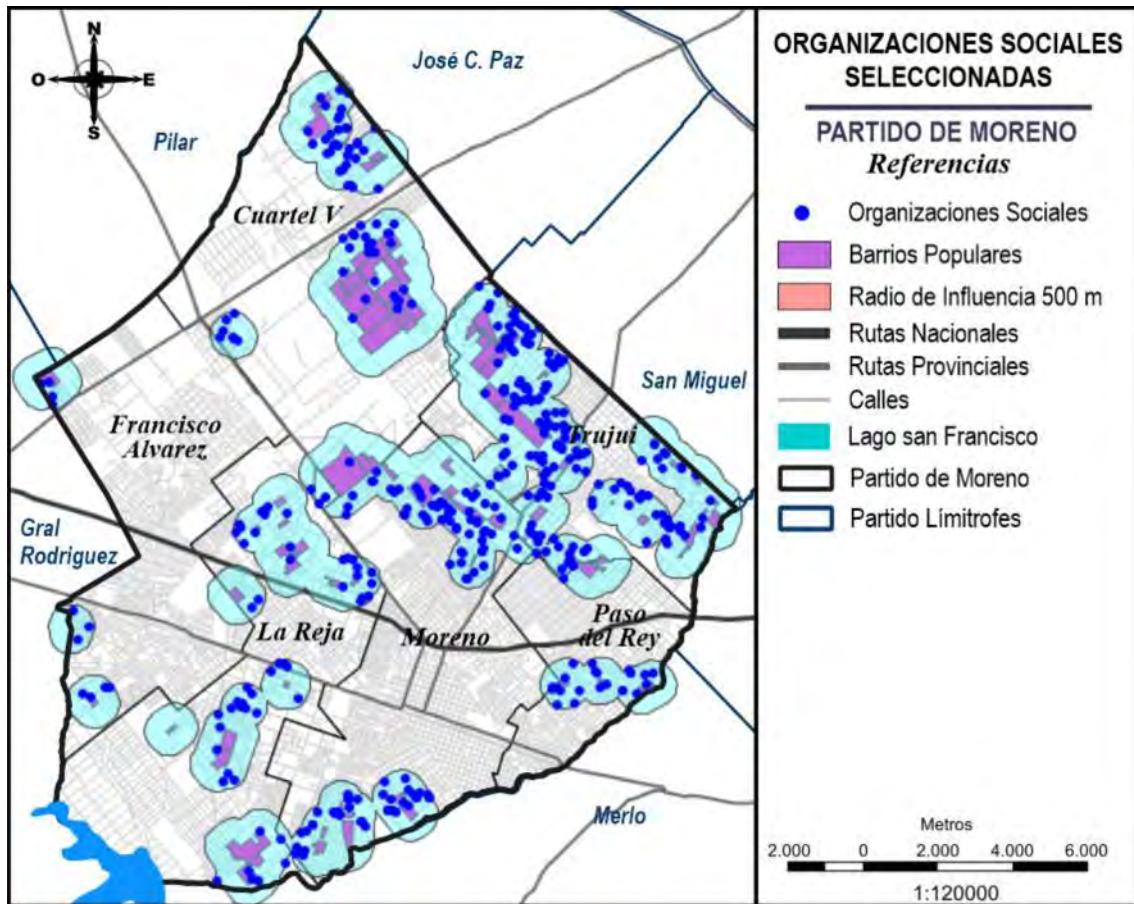 N
O E
S
José C. Paz
Pilar
Cuartel V
San Miguel
Francisco
Alvarez
Trujui
Gral
Rodriguez
La Reja
Moreno
Paso
del Rey
Merlo
ORGANIZACIONES SOCIALES
SELECCIONADAS
PARTIDO DE MORENO
Referencias
Organizaciones Sociales
Barrios Populares
Radio de Influencia 500 m
Rutas Nacionales
Rutas Provinciales
Calles
Lago san Francisco
Partido de Moreno
Partido Límitrofes
Metros
2.000 0 2.000 4.000 6.000
1:120000